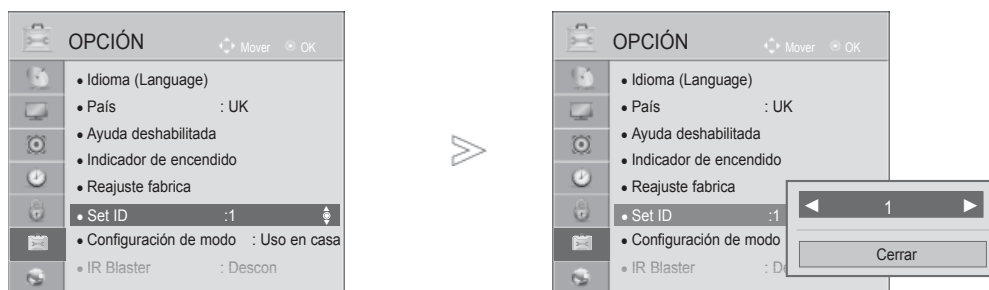 OPCIÓN Mover OK
• Idioma (Language)
• País : UK
• Ayuda deshabilitada
• Indicador de encendido
• Reajuste fabrica
• Set ID :1
• Configuración de modo : Uso en casa
• IR Blaster : Descon
OPCIÓN Mover OK
• Idioma (Language)
• País : UK
• Ayuda deshabilitada
• Indicador de encendido
• Reajuste fabrica
• Set ID :1
• Configuración de modo
• IR Blaster : De
◄ 1 ►
Cerrar